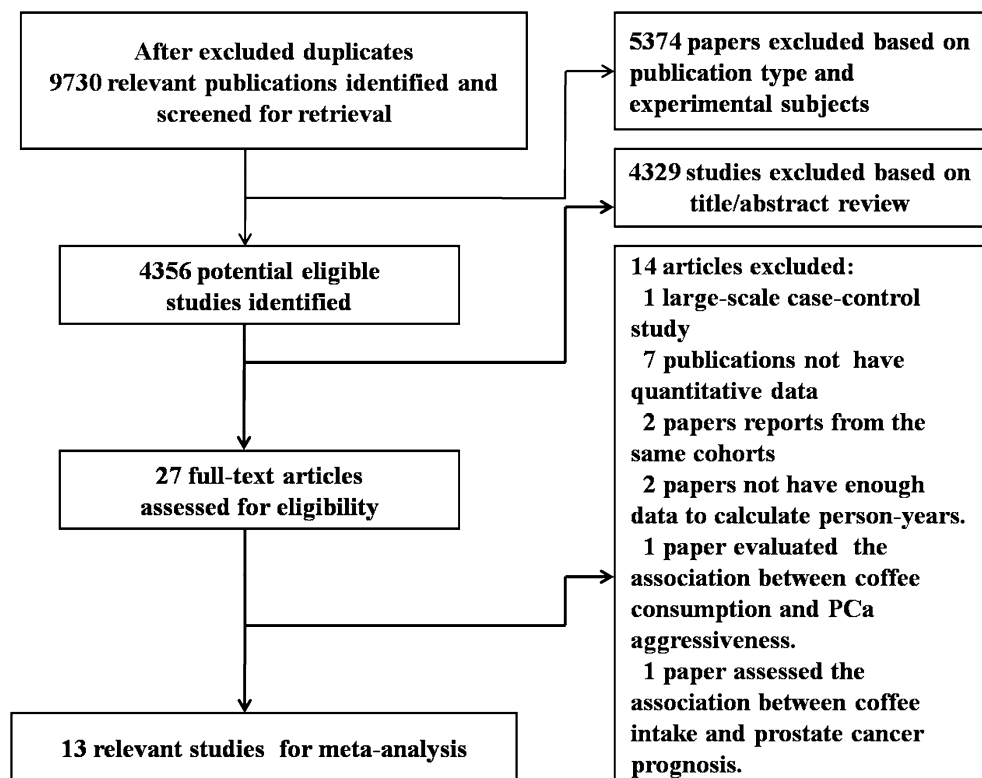 After excluded duplicates
9730 relevant publications identified and
screened for retrieval
5374 papers excluded based on
publication type and
experimental subjects
4329 studies excluded based on
title/abstract review
4356 potential eligible
studies identified
14 articles excluded:
1 large-scale case-control
study
7 publications not have
quantitative data
2 papers reports from the
same cohorts
2 papers not have enough
data to calculate person-years.
1 paper evaluated the
association between coffee
consumption and PCa
aggressiveness.
1 paper assessed the
association between coffee
intake and prostate cancer
prognosis.
27 full-text articles
assessed for eligibility
13 relevant studies for meta-analysis